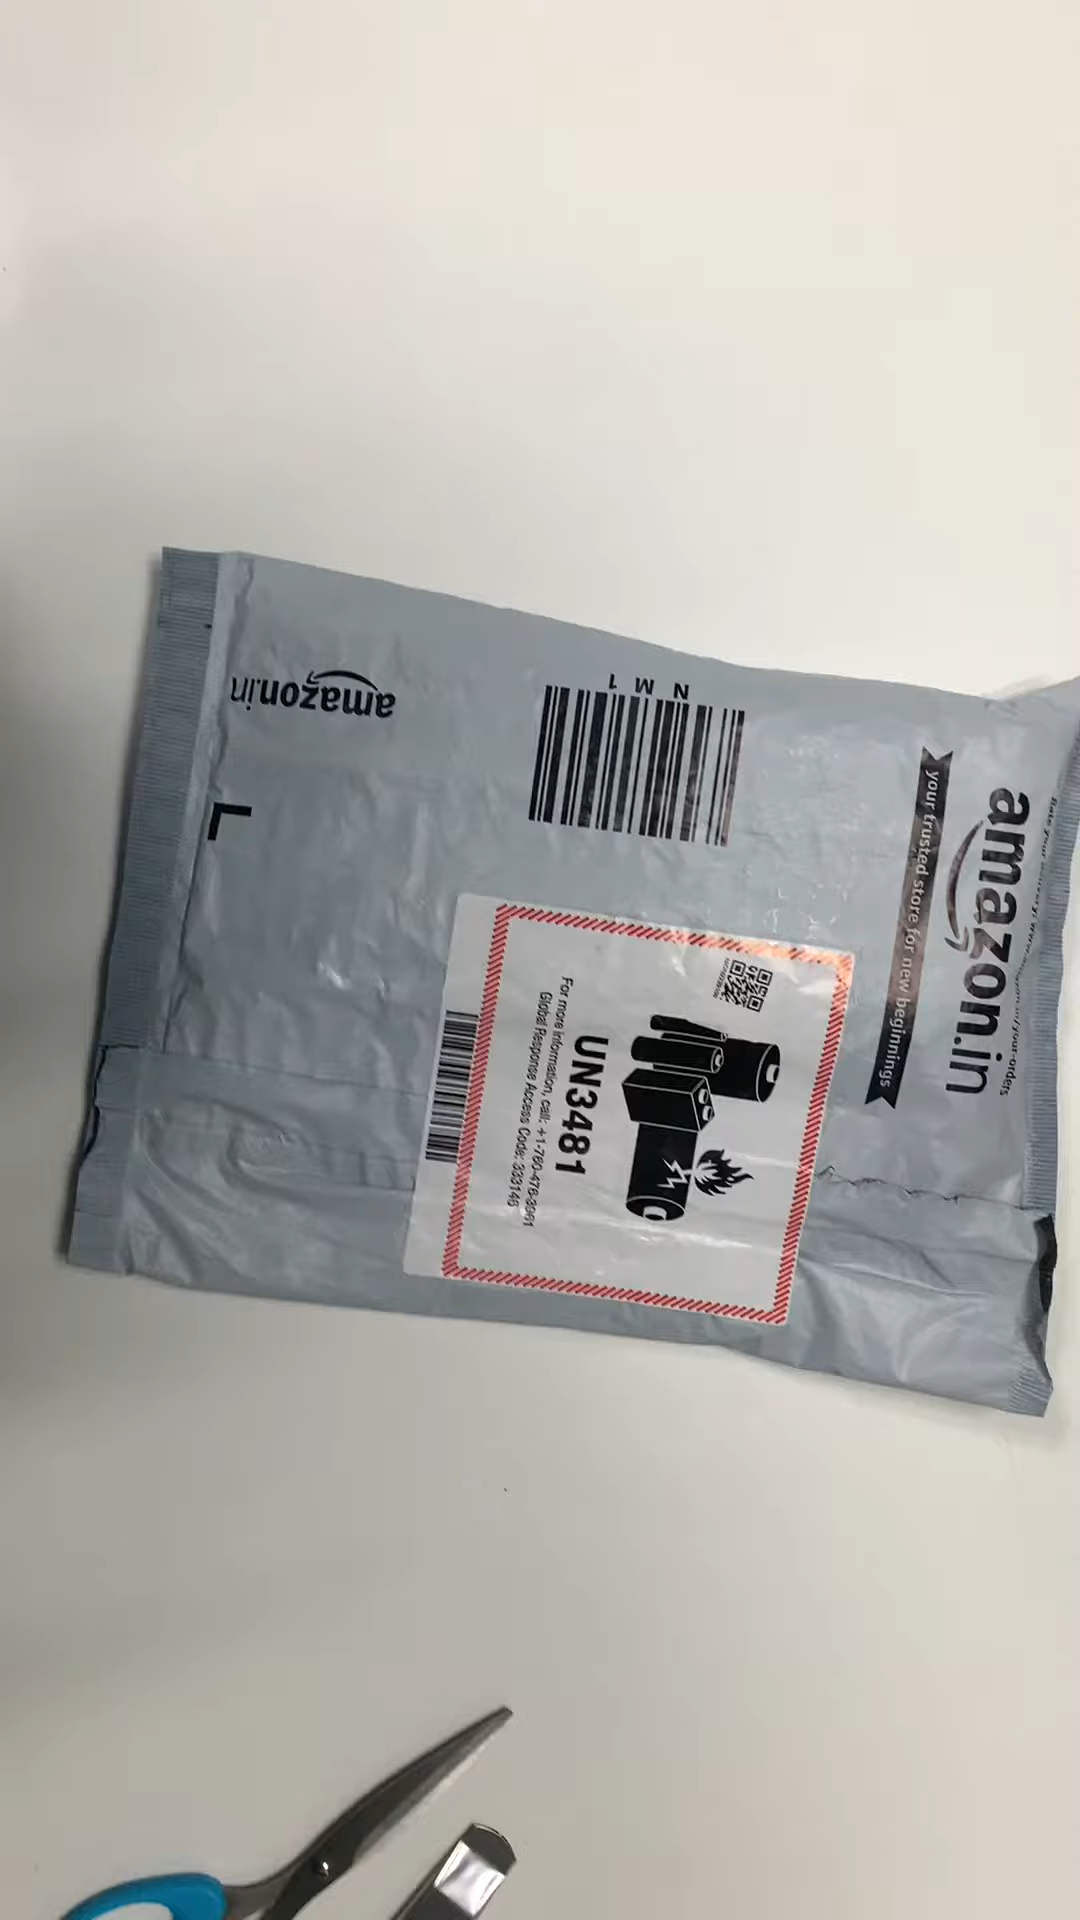 amazon.in
N M 1
L
amazon.in
your trusted store for new beginnings
UN3481
For more information, call: +1-760-476-3961
Global Response Access Code: 333146